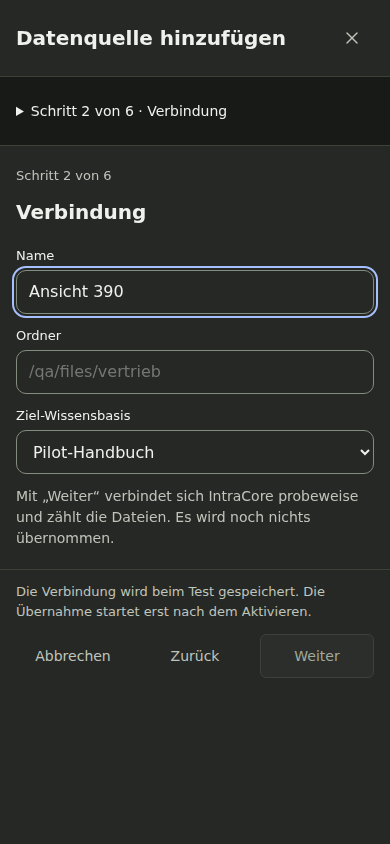 Datenquelle hinzufügen
Schritt 2 von 6 · Verbindung
Schritt 2 von 6
Verbindung
Name
Ansicht 390
Ordner
/qa/files/vertrieb
Ziel-Wissensbasis
Pilot-Handbuch
Mit „Weiter“ verbindet sich IntraCore probeweise
und zählt die Dateien. Es wird noch nichts
übernommen.
Die Verbindung wird beim Test gespeichert. Die
Übernahme startet erst nach dem Aktivieren.
Abbrechen Zurück Weiter